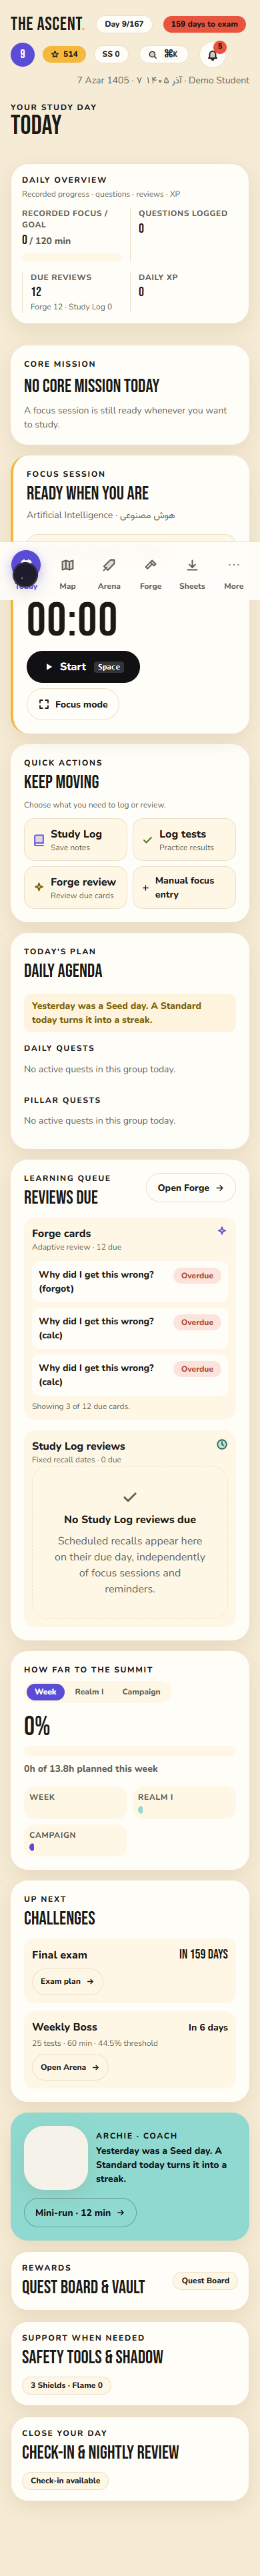 THE ASCENT.
Day 9/167
159 days to exam
9
514
SS 0
⌘K
5
7 Azar 1405 · ۷ آذر ۱۴۰۵ · Demo Student
YOUR STUDY DAY
TODAY
DAILY OVERVIEW
Recorded progress · questions · reviews · XP
RECORDED FOCUS / GOAL
0 / 120 min
QUESTIONS LOGGED
0
DUE REVIEWS
12
Forge 12 · Study Log 0
DAILY XP
0
CORE MISSION
NO CORE MISSION TODAY
A focus session is still ready whenever you want
to study.
FOCUS SESSION
READY WHEN YOU ARE
Artificial Intelligence · هوش مصنوعی
Today
Map
Arena
Forge
Sheets
More
00:00
Start Space
Focus mode
QUICK ACTIONS
KEEP MOVING
Choose what you need to log or review.
Study Log
Save notes
Log tests
Practice results
Forge review
Review due cards
Manual focus
entry
TODAY'S PLAN
DAILY AGENDA
Yesterday was a Seed day. A Standard
today turns it into a streak.
DAILY QUESTS
No active quests in this group today.
PILLAR QUESTS
No active quests in this group today.
LEARNING QUEUE
REVIEWS DUE
Open Forge →
Forge cards
Adaptive review · 12 due
Why did I get this wrong?
(forgot)
Overdue
Why did I get this wrong?
(calc)
Overdue
Why did I get this wrong?
(calc)
Overdue
Showing 3 of 12 due cards.
Study Log reviews
Fixed recall dates · 0 due
No Study Log reviews due
Scheduled recalls appear here
on their due day, independently
of focus sessions and
reminders.
HOW FAR TO THE SUMMIT
Week
Realm I
Campaign
0%
0h of 13.8h planned this week
WEEK
REALM I
CAMPAIGN
UP NEXT
CHALLENGES
Final exam
IN 159 DAYS
Exam plan →
Weekly Boss
In 6 days
25 tests · 60 min · 44.5% threshold
Open Arena →
ARCHIE · COACH
Yesterday was a Seed day. A
Standard today turns it into a
streak.
Mini-run · 12 min →
REWARDS
QUEST BOARD & VAULT
Quest Board
SUPPORT WHEN NEEDED
SAFETY TOOLS & SHADOW
3 Shields · Flame 0
CLOSE YOUR DAY
CHECK-IN & NIGHTLY REVIEW
Check-in available